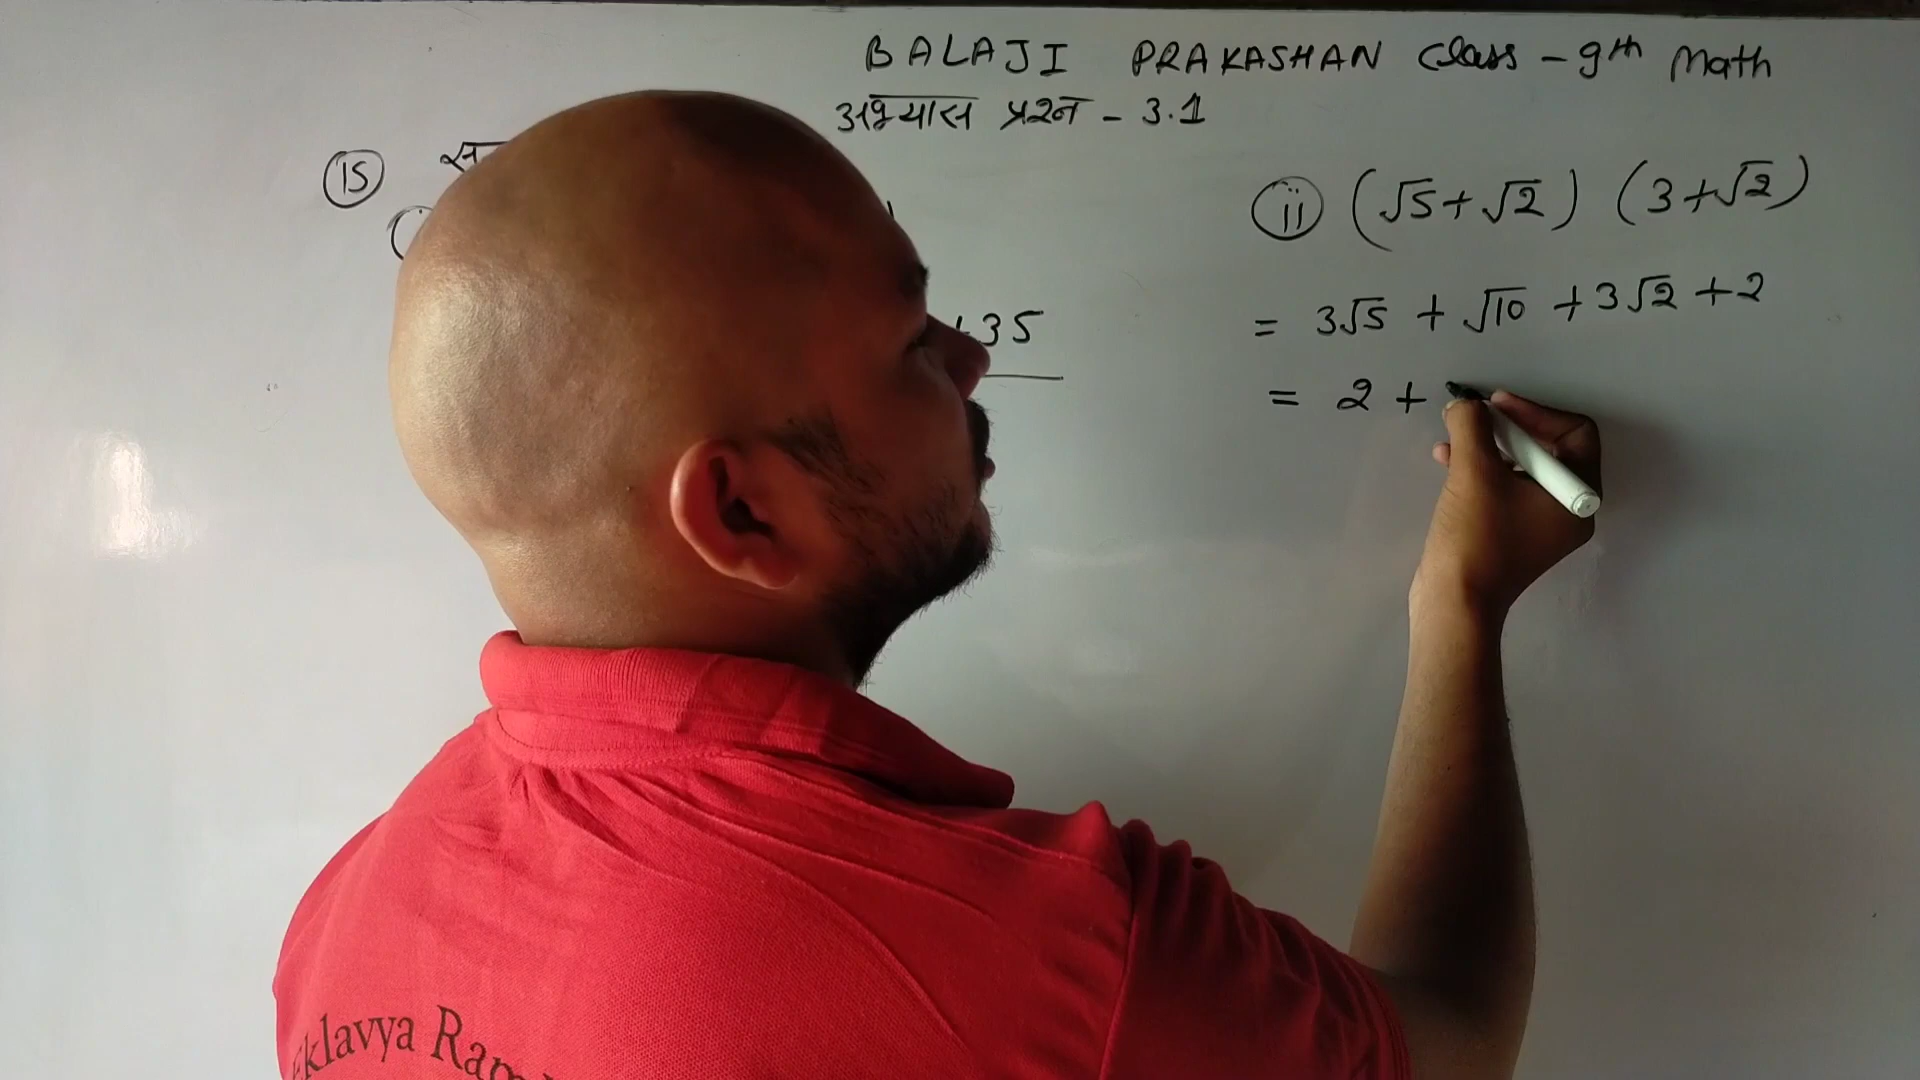 BALAJI PRAKASHAN Class - 9th Math
अभ्यास प्रश्न - 3.1
15
ii (√5+√2) (3+√2)
+35
= 3√5 + √10 + 3√2 + 2
= 2 +
Eklavya